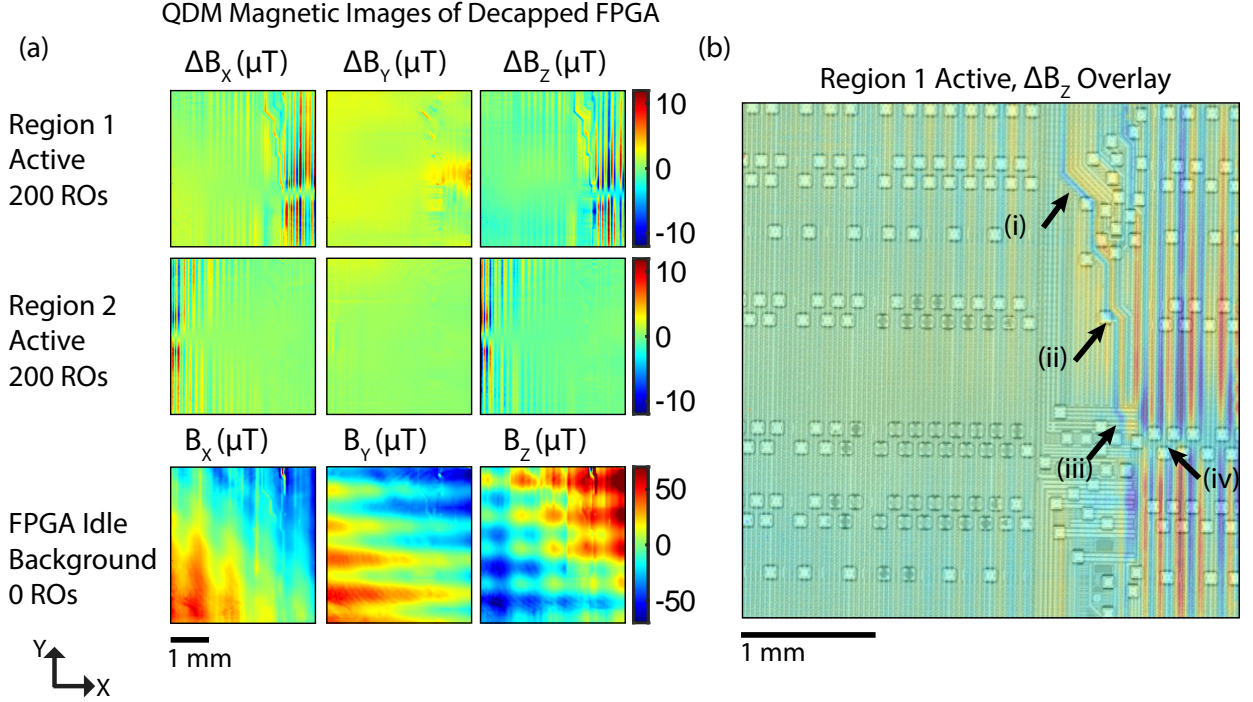 QDM Magnetic Images of Decapped FPGA
(a)
ΔB_X (μT)
ΔB_Y (μT)
ΔB_Z (μT)
Region 1
Active
200 ROs
10
0
-10
Region 2
Active
200 ROs
10
0
-10
B_X (μT)
B_Y (μT)
B_Z (μT)
FPGA Idle
Background
0 ROs
50
0
-50
1 mm
Y
X
(b)
Region 1 Active, ΔB_Z Overlay
(i)
(ii)
(iii)
(iv)
1 mm